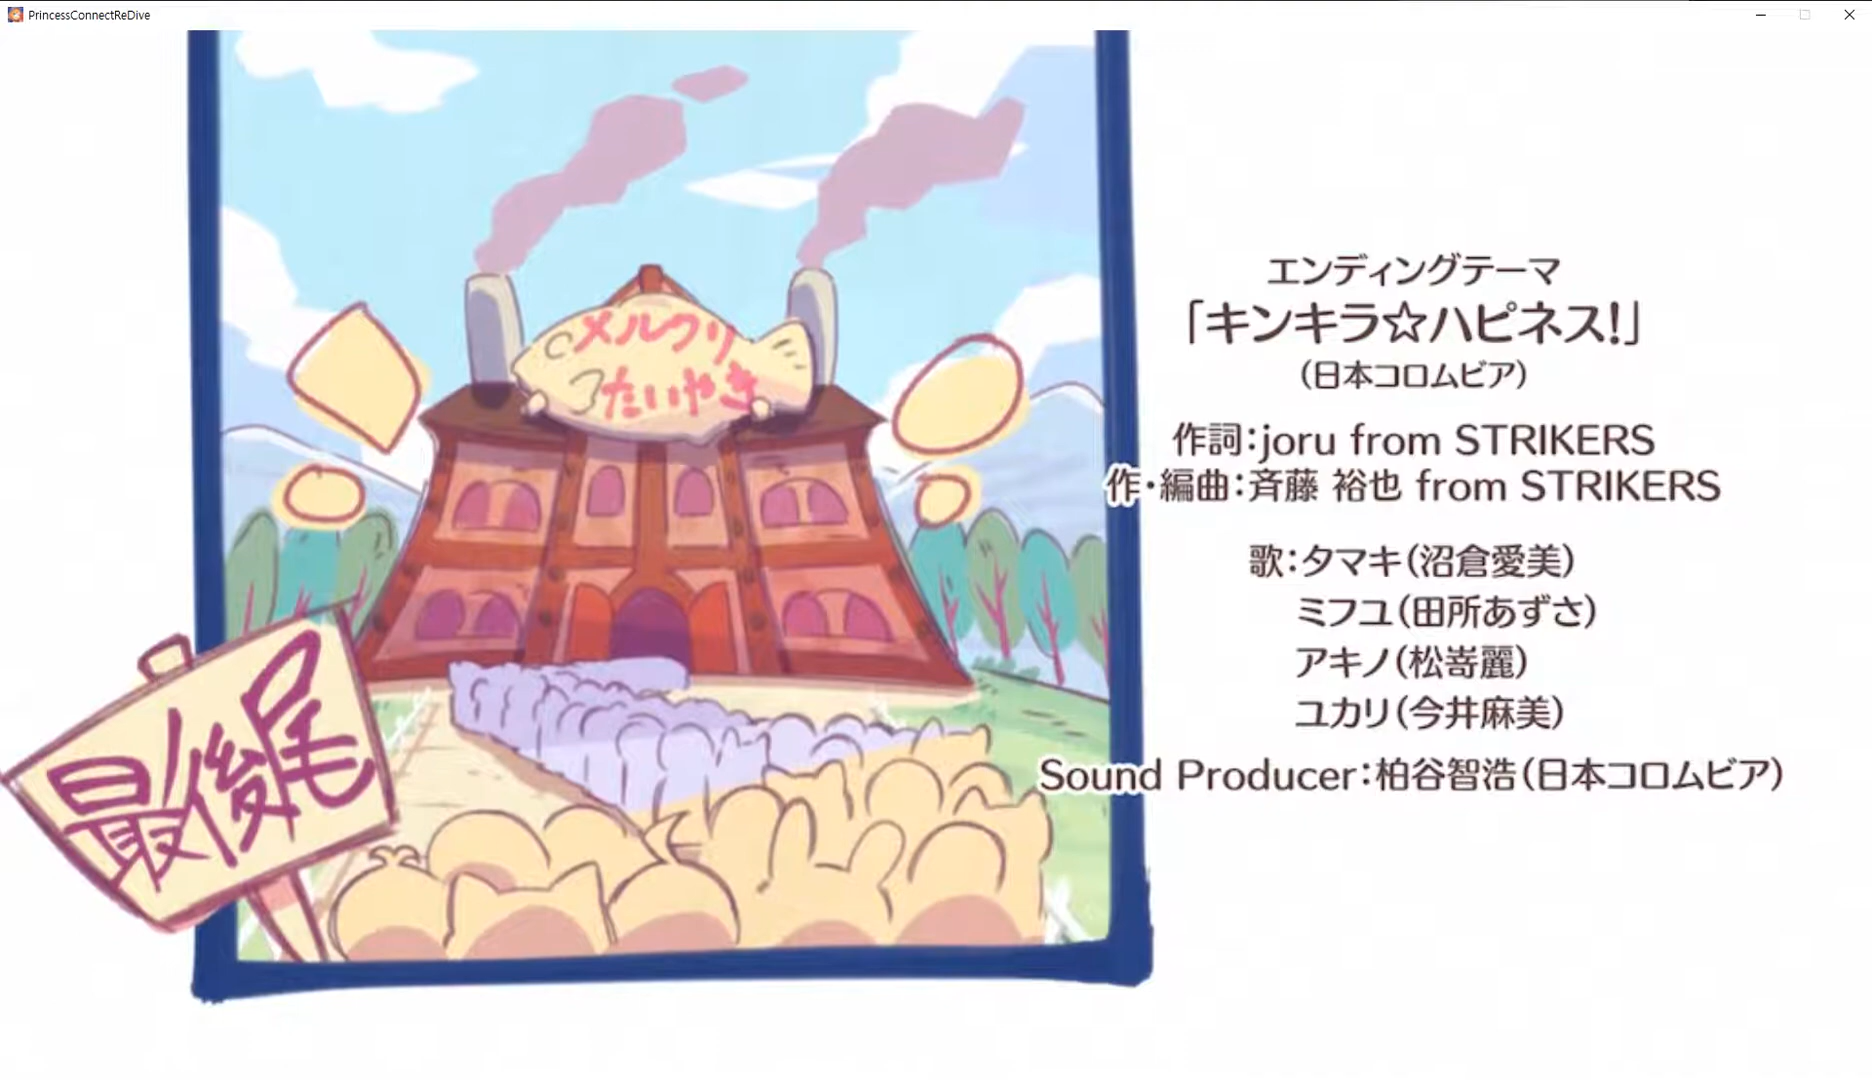 PrincessConnectReDive
メルクリ
たいやき
最後尾
エンディングテーマ
「キンキラ☆ハピネス!」
(日本コロムビア)
作詞:joru from STRIKERS
作・編曲:斉藤 裕也 from STRIKERS
歌:タマキ(沼倉愛美)
ミフユ(田所あずさ)
アキノ(松嵜麗)
ユカリ(今井麻美)
Sound Producer:柏谷智浩(日本コロムビア)